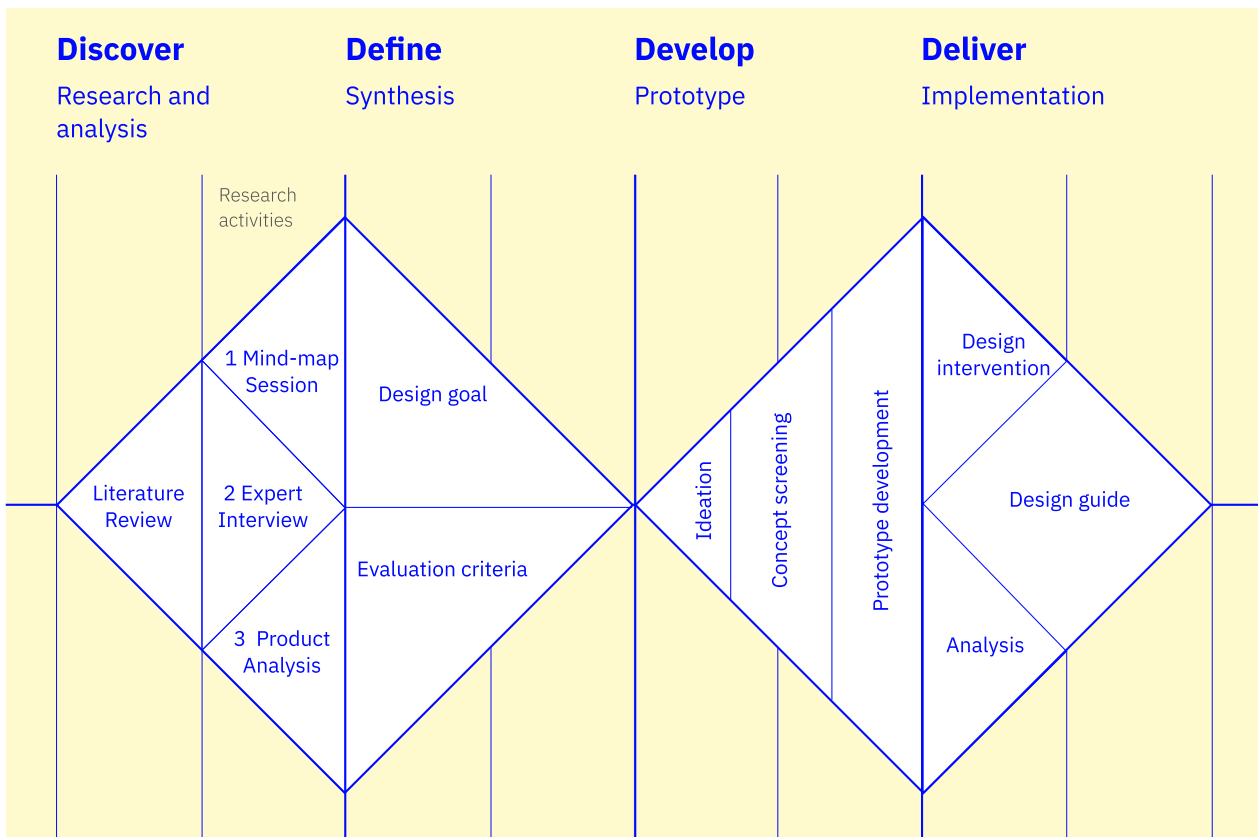 Discover
Research and
analysis
Define
Synthesis
Develop
Prototype
Deliver
Implementation
Research
activities
1 Mind-map
Session
Literature
Review
2 Expert
Interview
3 Product
Analysis
Design goal
Evaluation criteria
Ideation
Concept screening
Prototype development
Design
intervention
Design guide
Analysis